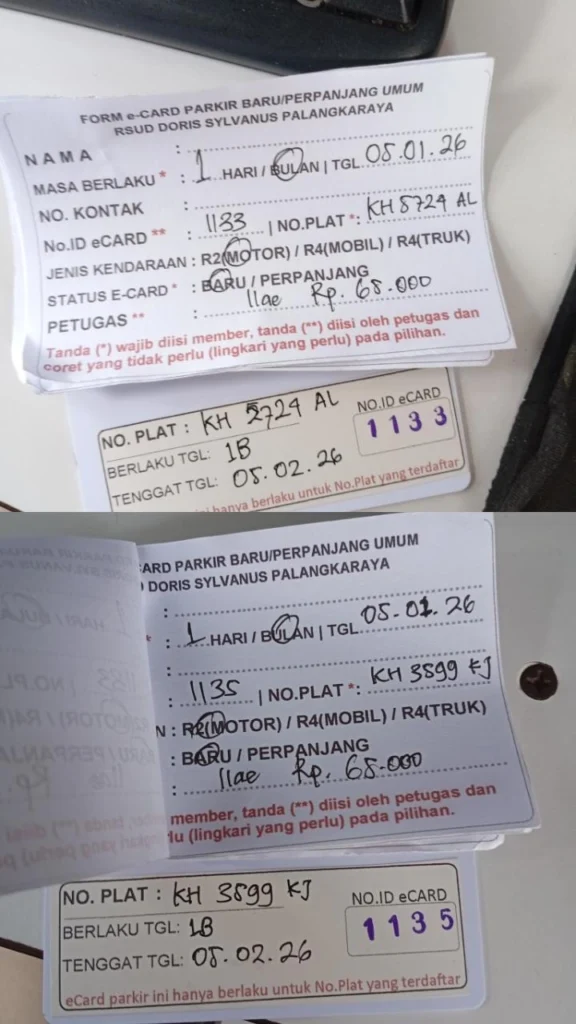 FORM e-CARD PARKIR BARU/PERPANJANG UMUM
RSUD DORIS SYLVANUS PALANGKARAYA
NAMA :
MASA BERLAKU * : 1 HARI / BULAN | TGL 05.01.26
NO. KONTAK :
No.ID eCARD ** : 1133 | NO.PLAT *: KH 5724 AL
JENIS KENDARAAN : R2(MOTOR) / R4(MOBIL) / R4(TRUK)
STATUS E-CARD * : BARU / PERPANJANG
PETUGAS ** : Ilae Rp. 68.000
Tanda (*) wajib diisi member, tanda (**) diisi oleh petugas dan
coret yang tidak perlu (lingkari yang perlu) pada pilihan.
NO. PLAT : KH 5724 AL
NO.ID eCARD
1133
BERLAKU TGL: 1B
TENGGAT TGL: 05.02.26
hanya berlaku untuk No.Plat yang terdaftar
ARD PARKIR BARU/PERPANJANG UMUM
DORIS SYLVANUS PALANGKARAYA
:
* : 1 HARI / BULAN | TGL 05-01.26
:
: 1135 | NO.PLAT *: KH 3599 KJ
N : R2(MOTOR) / R4(MOBIL) / R4(TRUK)
: BARU / PERPANJANG
: Ilae Rp. 68.000
member, tanda (**) diisi oleh petugas dan
lu (lingkari yang perlu) pada pilihan.
NO. PLAT : KH 3599 KJ
NO.ID eCARD
1135
BERLAKU TGL: 1B
TENGGAT TGL: 05.02.26
eCard parkir ini hanya berlaku untuk No.Plat yang terdaftar